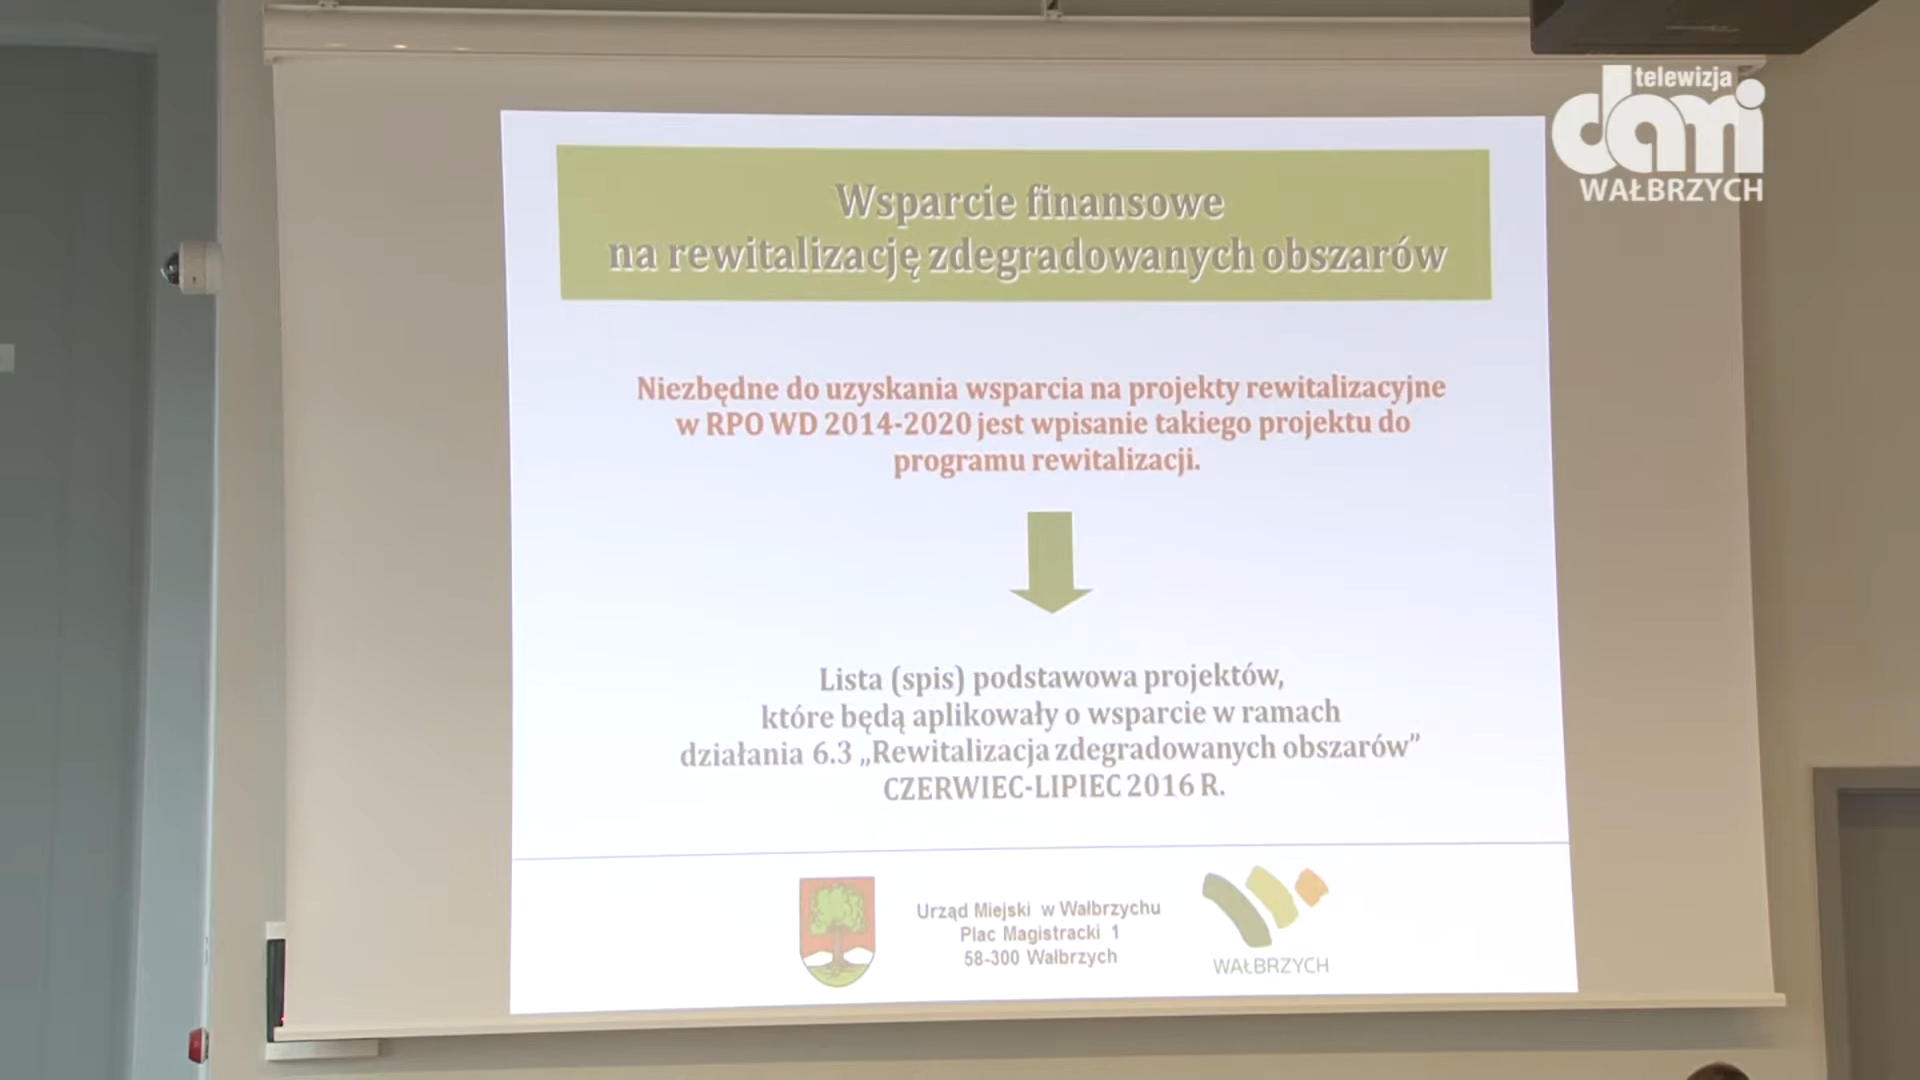 telewizja
dami
WAŁBRZYCH
Wsparcie finansowe
na rewitalizację zdegradowanych obszarów
Niezbędne do uzyskania wsparcia na projekty rewitalizacyjne
w RPO WD 2014-2020 jest wpisanie takiego projektu do
programu rewitalizacji.
Lista (spis) podstawowa projektów,
które będą aplikowały o wsparcie w ramach
działania 6.3 „Rewitalizacja zdegradowanych obszarów”
CZERWIEC-LIPIEC 2016 R.
Urząd Miejski w Wałbrzychu
Plac Magistracki 1
58-300 Wałbrzych
WAŁBRZYCH